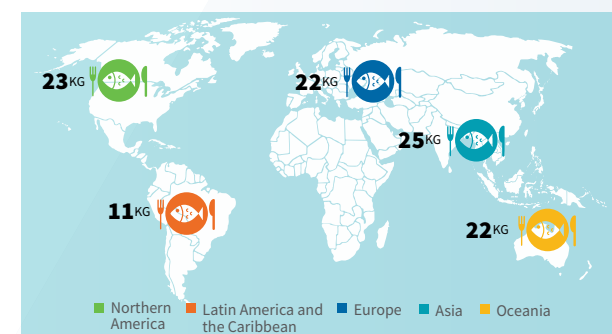 23KG
22KG
25KG
11KG
22KG
Northern America
Latin America and the Caribbean
Europe
Asia
Oceania